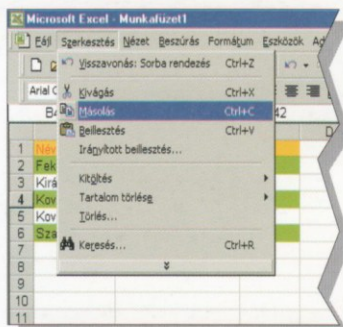 Microsoft Excel - Munkafüzet1
Fájl Szerkesztés Nézet Beszúrás Formátum Eszközök
Visszavonás: Sorba rendezés Ctrl+Z
Arial
Kivágás Ctrl+X
B4 Másolás Ctrl+C 42
Beillesztés Ctrl+V D
1 Név Irányított beillesztés...
2 Fek
3 Kirá Kitöltés
4 Kov Tartalom törlése
5 Kov Törlés...
6 Sza Keresés... Ctrl+R
7
8
9
10
11